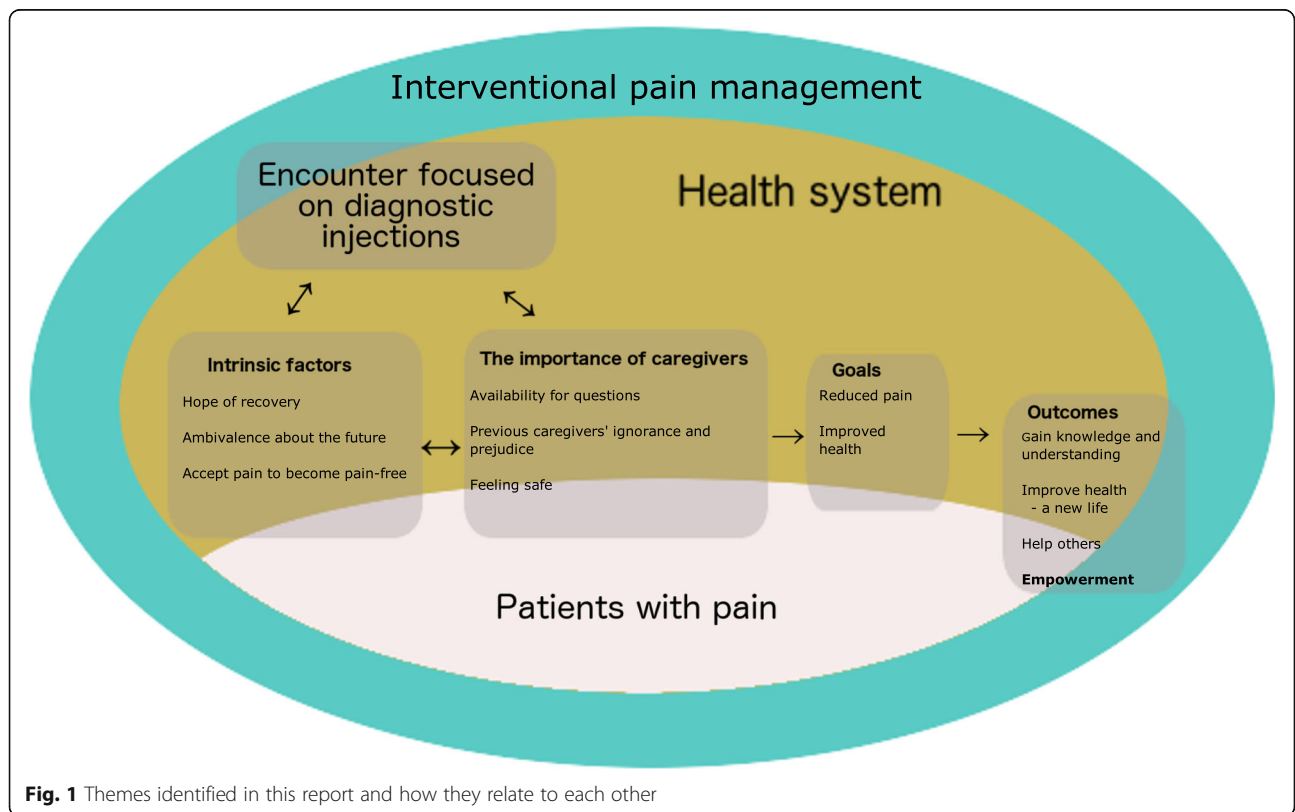 Interventional pain management
Encounter focused
on diagnostic
injections
Health system
Intrinsic factors
Hope of recovery
Ambivalence about the future
Accept pain to become pain-free
The importance of caregivers
Availability for questions
Previous caregivers' ignorance and
prejudice
Feeling safe
Goals
Reduced pain
Improved
health
Outcomes
Gain knowledge and
understanding
Improve health
- a new life
Help others
Empowerment
Patients with pain
Fig. 1 Themes identified in this report and how they relate to each other